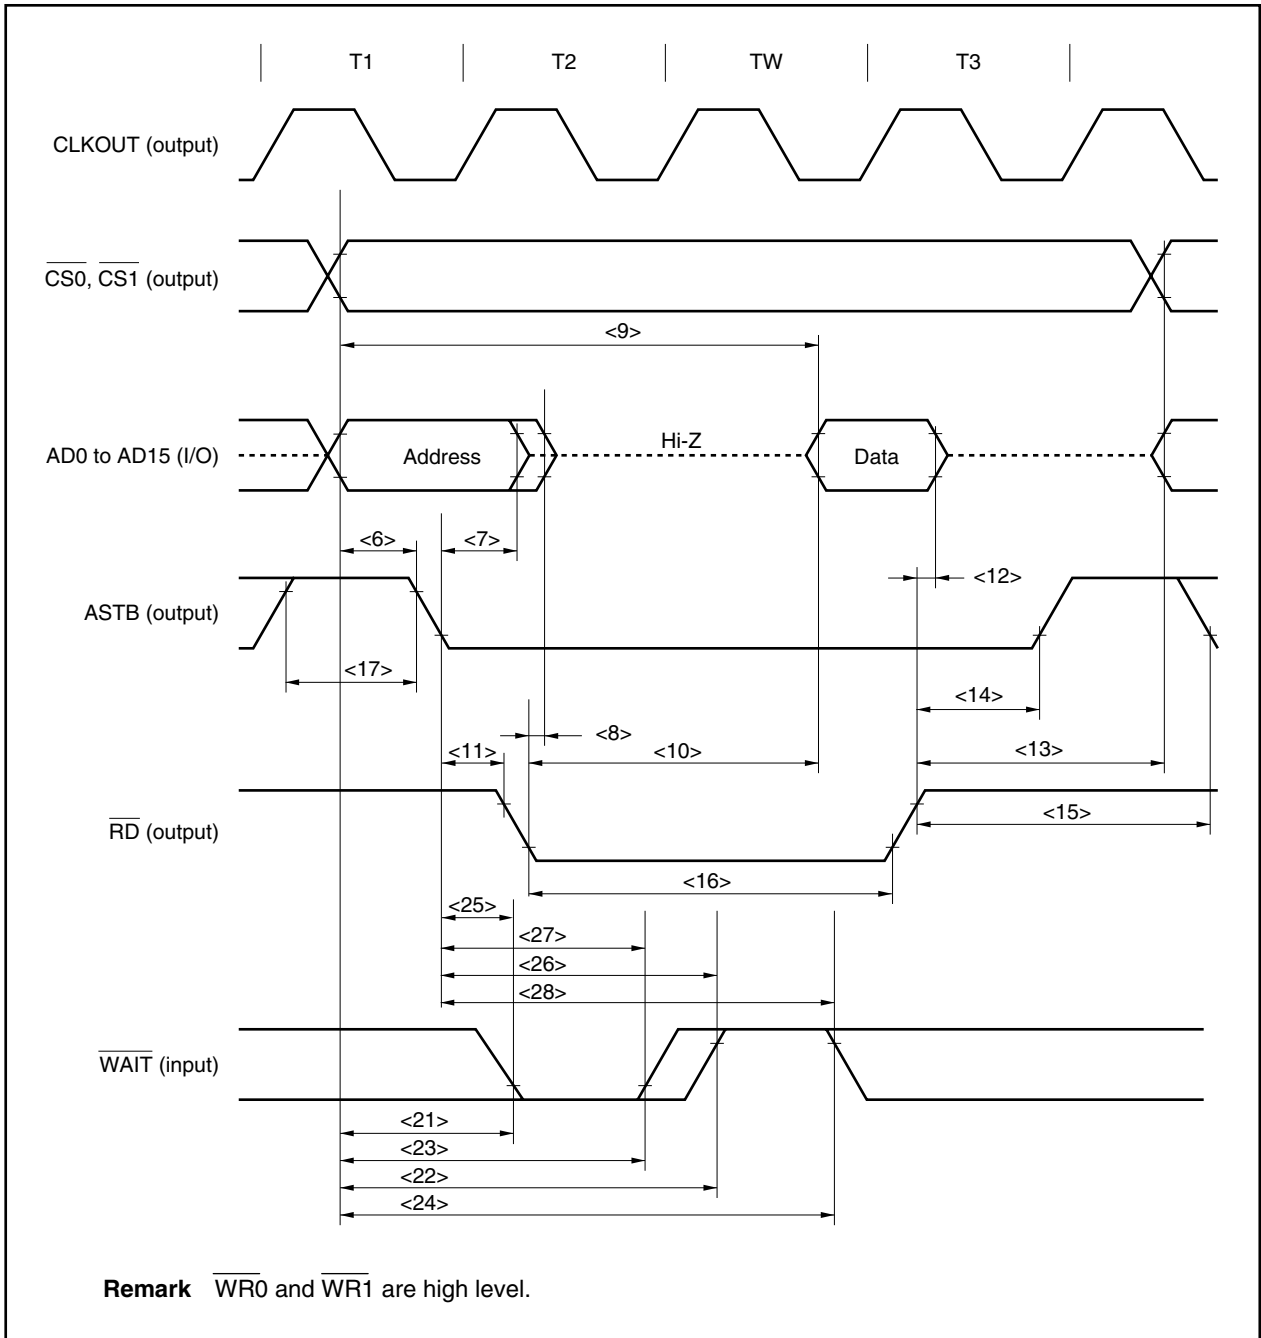 T1 T2 TW T3
CLKOUT (output)
CS0, CS1 (output)
<9>
AD0 to AD15 (I/O)
Address
Hi-Z
Data
<6>
<7>
<12>
ASTB (output)
<17>
<14>
<8>
<11>
<10>
<13>
<15>
RD (output)
<16>
<25>
<27>
<26>
<28>
WAIT (input)
<21>
<23>
<22>
<24>
Remark WR0 and WR1 are high level.